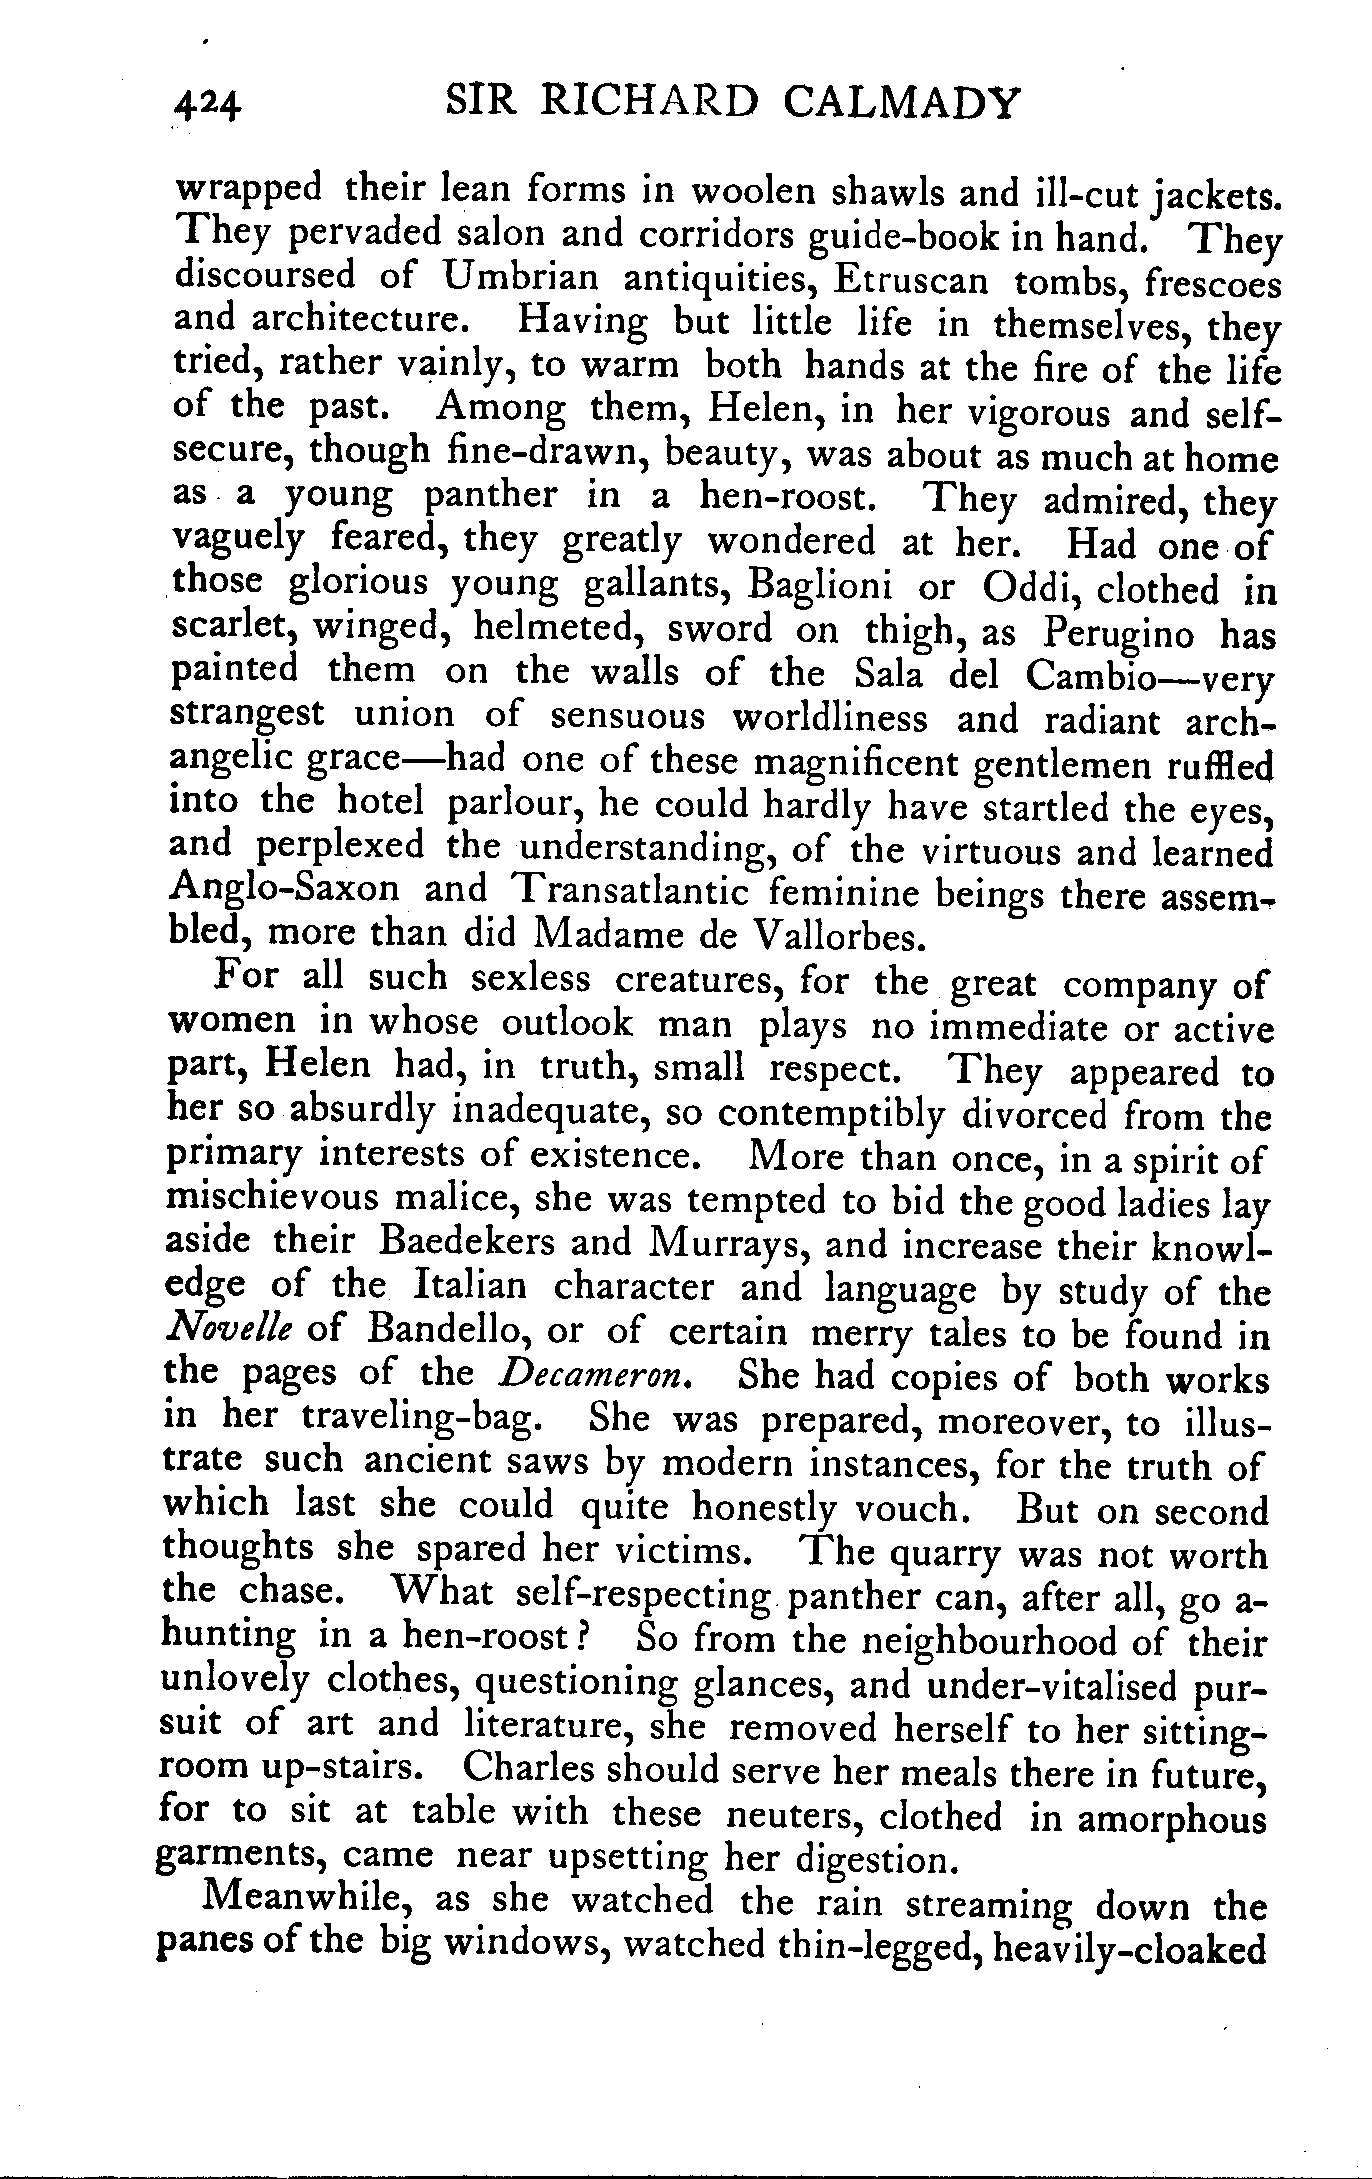 424 SIR RICHARD CALMADY
wrapped their lean forms in woolen shawls and ill-cut jackets.
They pervaded salon and corridors guide-book in hand. They
discoursed of Umbrian antiquities, Etruscan tombs, frescoes
and architecture. Having but little life in themselves, they
tried, rather vainly, to warm both hands at the fire of the life
of the past. Among them, Helen, in her vigorous and self-
secure, though fine-drawn, beauty, was about as much at home
as a young panther in a hen-roost. They admired, they
vaguely feared, they greatly wondered at her. Had one of
those glorious young gallants, Baglioni or Oddi, clothed in
scarlet, winged, helmeted, sword on thigh, as Perugino has
painted them on the walls of the Sala del Cambio—very
strangest union of sensuous worldliness and radiant arch-
angelic grace—had one of these magnificent gentlemen ruffled
into the hotel parlour, he could hardly have startled the eyes,
and perplexed the understanding, of the virtuous and learned
Anglo-Saxon and Transatlantic feminine beings there assem-
bled, more than did Madame de Vallorbes.
For all such sexless creatures, for the great company of
women in whose outlook man plays no immediate or active
part, Helen had, in truth, small respect. They appeared to
her so absurdly inadequate, so contemptibly divorced from the
primary interests of existence. More than once, in a spirit of
mischievous malice, she was tempted to bid the good ladies lay
aside their Baedekers and Murrays, and increase their knowl-
edge of the Italian character and language by study of the
Novelle of Bandello, or of certain merry tales to be found in
the pages of the Decameron. She had copies of both works
in her traveling-bag. She was prepared, moreover, to illus-
trate such ancient saws by modern instances, for the truth of
which last she could quite honestly vouch. But on second
thoughts she spared her victims. The quarry was not worth
the chase. What self-respecting panther can, after all, go a-
hunting in a hen-roost? So from the neighbourhood of their
unlovely clothes, questioning glances, and under-vitalised pur-
suit of art and literature, she removed herself to her sitting-
room up-stairs. Charles should serve her meals there in future,
for to sit at table with these neuters, clothed in amorphous
garments, came near upsetting her digestion.
Meanwhile, as she watched the rain streaming down the
panes of the big windows, watched thin-legged, heavily-cloaked